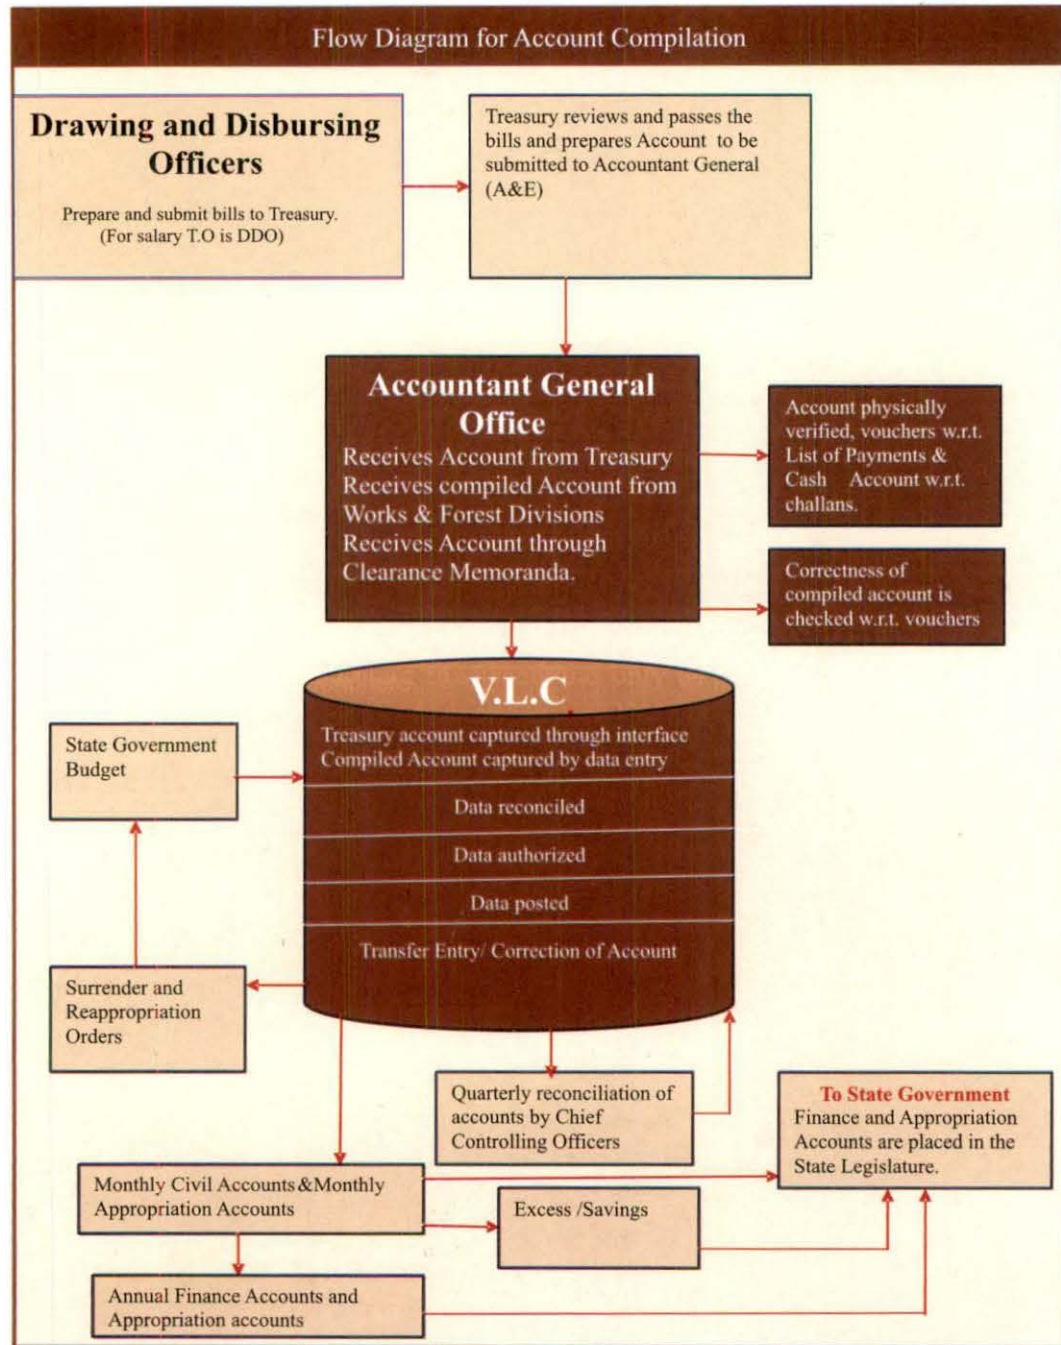 Flow Diagram for Account Compilation
Drawing and Disbursing
Officers
Prepare and submit bills to Treasury.
(For salary T.O is DDO)
Treasury reviews and passes the
bills and prepares Account to be
submitted to Accountant General
(A&E)
Accountant General
Office
Receives Account from Treasury
Receives compiled Account from
Works & Forest Divisions
Receives Account through
Clearance Memoranda.
Account physically
verified, vouchers w.r.t.
List of Payments &
Cash Account w.r.t.
challans.
Correctness of
compiled account is
checked w.r.t. vouchers
V.L.C
Treasury account captured through interface
Compiled Account captured by data entry
Data reconciled
Data authorized
Data posted
Transfer Entry/ Correction of Account
State Government
Budget
Surrender and
Reappropriation
Orders
Quarterly reconciliation of
accounts by Chief
Controlling Officers
To State Government
Finance and Appropriation
Accounts are placed in the
State Legislature.
Monthly Civil Accounts &Monthly
Appropriation Accounts
Excess /Savings
Annual Finance Accounts and
Appropriation accounts